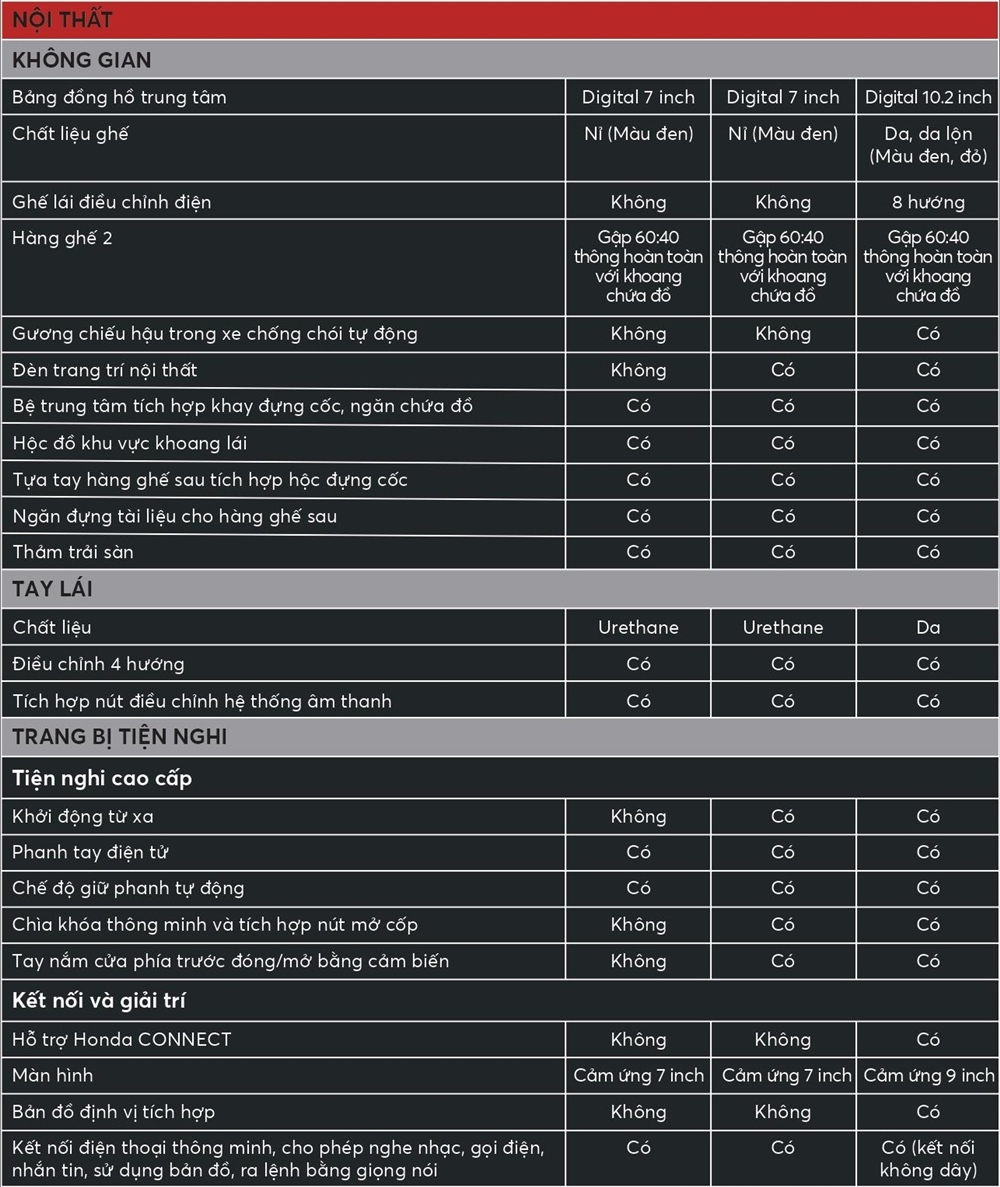 NỘI THẤT
KHÔNG GIAN
Bảng đồng hồ trung tâm Digital 7 inch Digital 7 inch Digital 10.2 inch
Chất liệu ghế Nỉ (Màu đen) Nỉ (Màu đen) Da, da lộn
(Màu đen, đỏ)
Ghế lái điều chỉnh điện Không Không 8 hướng
Hàng ghế 2 Gập 60:40 Gập 60:40 Gập 60:40
thông hoàn toàn thông hoàn toàn thông hoàn toàn
với khoang với khoang với khoang
chứa đồ chứa đồ chứa đồ
Gương chiếu hậu trong xe chống chói tự động Không Không Có
Đèn trang trí nội thất Không Có Có
Bệ trung tâm tích hợp khay đựng cốc, ngăn chứa đồ Có Có Có
Hộc đồ khu vực khoang lái Có Có Có
Tựa tay hàng ghế sau tích hợp hộc đựng cốc Có Có Có
Ngăn đựng tài liệu cho hàng ghế sau Có Có Có
Thảm trải sàn Có Có Có
TAY LÁI
Chất liệu Urethane Urethane Da
Điều chỉnh 4 hướng Có Có Có
Tích hợp nút điều chỉnh hệ thống âm thanh Có Có Có
TRANG BỊ TIỆN NGHI
Tiện nghi cao cấp
Khởi động từ xa Không Có Có
Phanh tay điện tử Có Có Có
Chế độ giữ phanh tự động Có Có Có
Chìa khóa thông minh và tích hợp nút mở cốp Không Có Có
Tay nắm cửa phía trước đóng/mở bằng cảm biến Không Có Có
Kết nối và giải trí
Hỗ trợ Honda CONNECT Không Không Có
Màn hình Cảm ứng 7 inch Cảm ứng 7 inch Cảm ứng 9 inch
Bản đồ định vị tích hợp Không Không Có
Kết nối điện thoại thông minh, cho phép nghe nhạc, gọi điện, Có Có Có (kết nối
nhắn tin, sử dụng bản đồ, ra lệnh bằng giọng nói không dây)